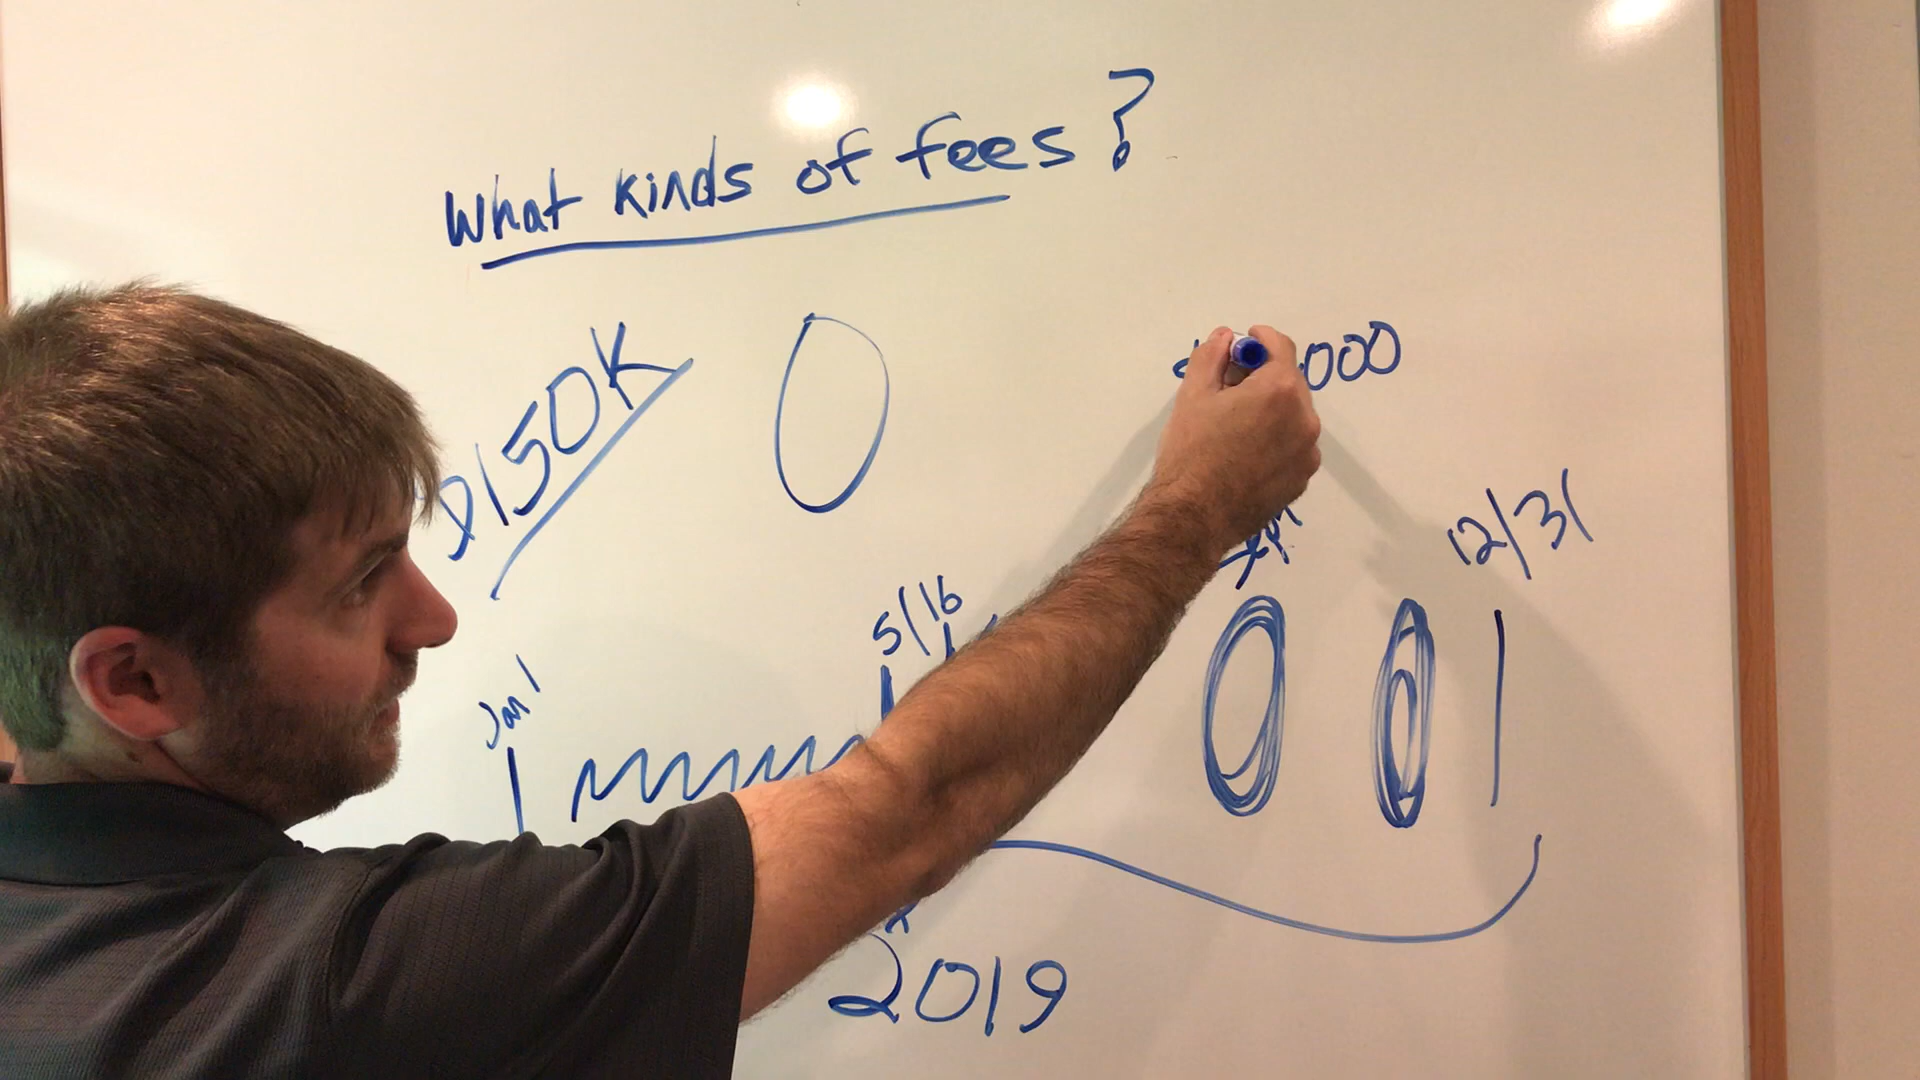 What kinds of fees?
$150K
000
12/31
5/16
Jan 1
2019